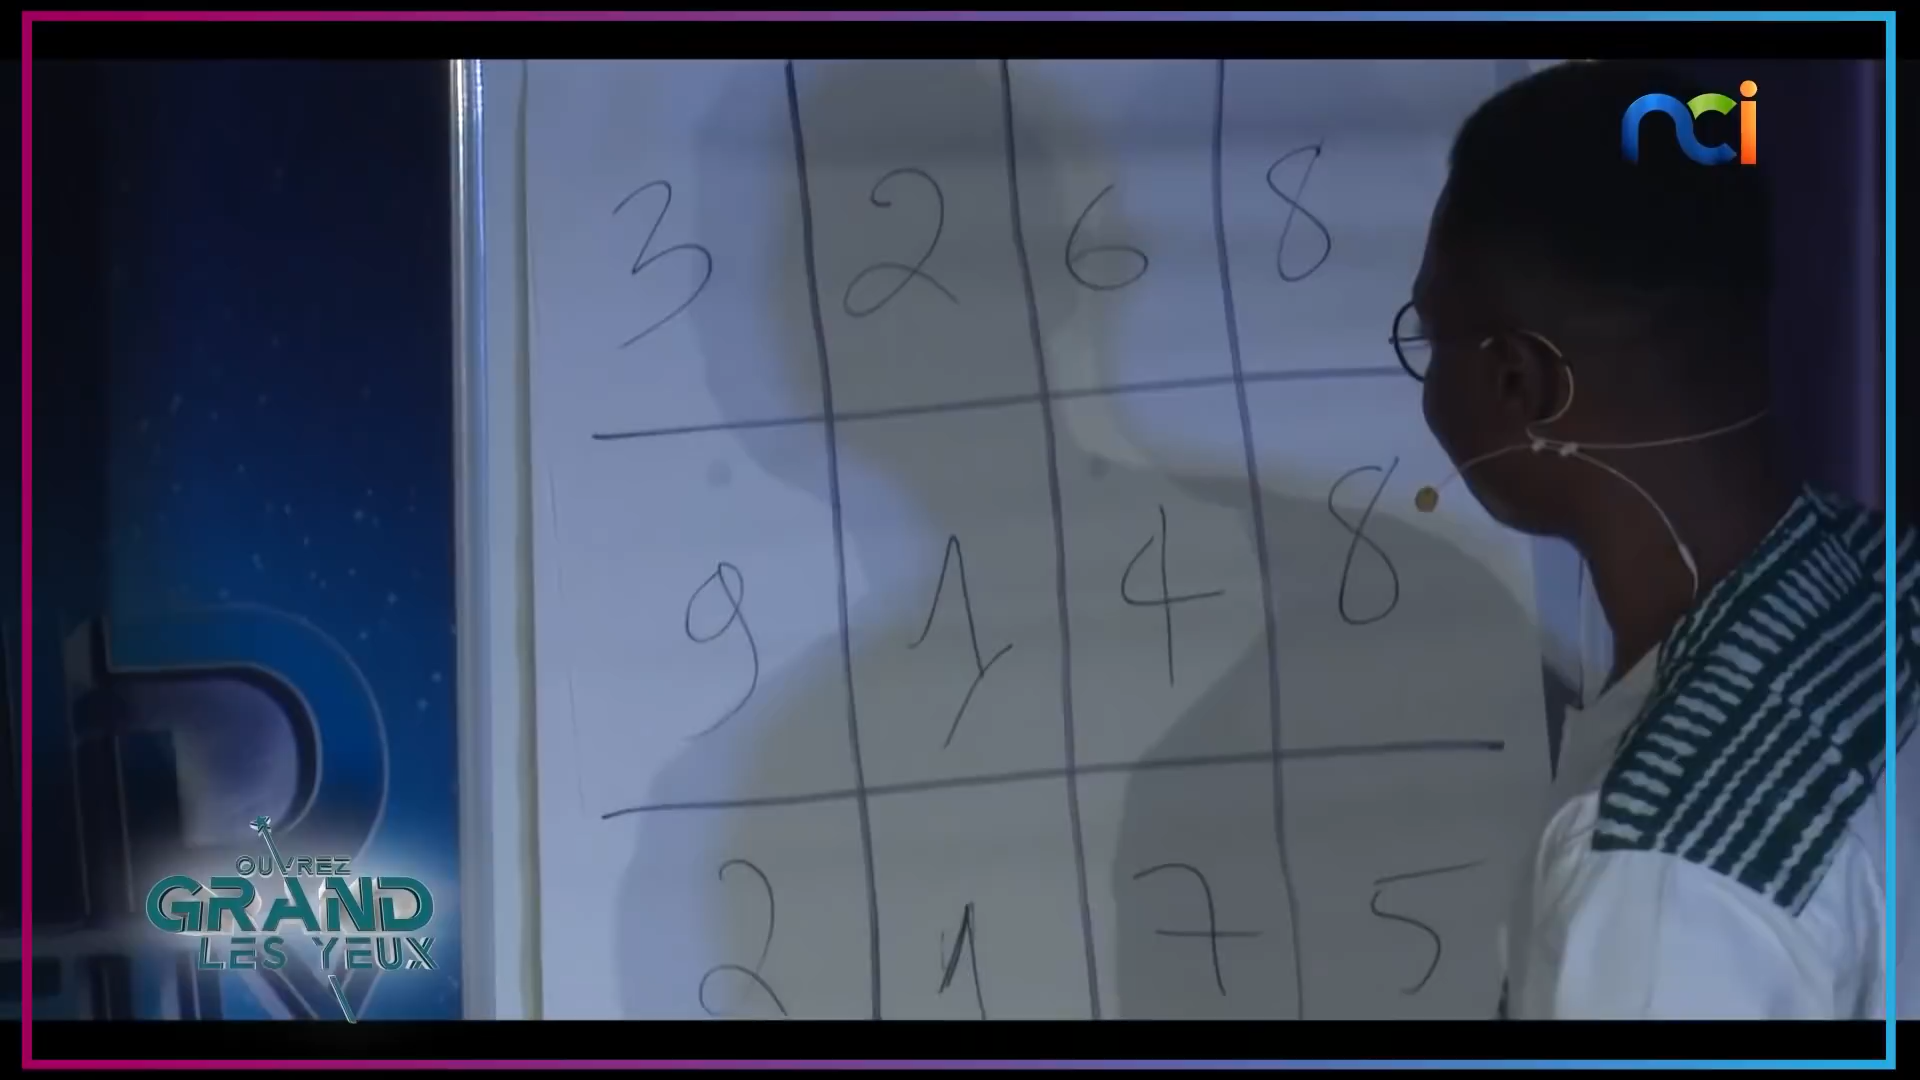 nci
3 2 6 8
9 1 4 8
2 1 7 5
OUVREZ
GRAND
LES YEUX